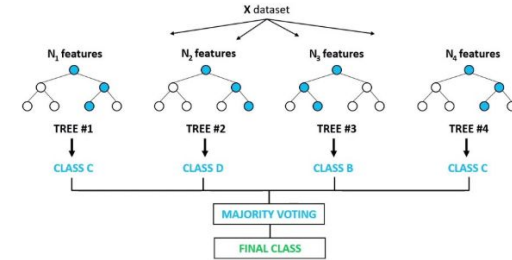 X dataset
N₁ features N₂ features N₃ features N₄ features
TREE #1 TREE #2 TREE #3 TREE #4
CLASS C CLASS D CLASS B CLASS C
MAJORITY VOTING
FINAL CLASS